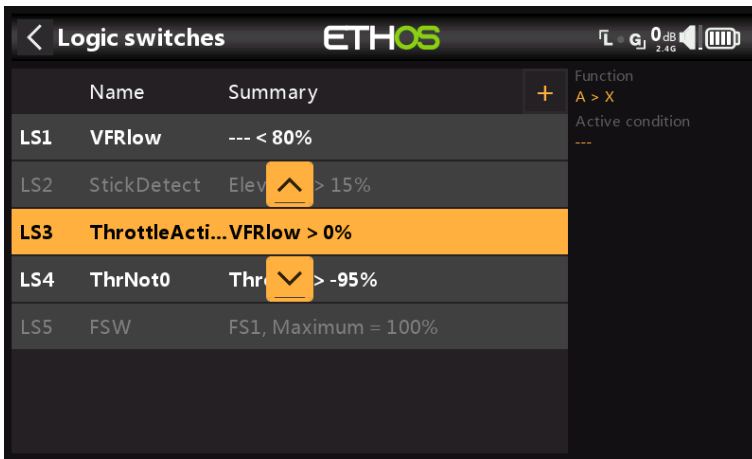 Logic switches
ETHOS
L G 0dB 2.4G
Name Summary +
LS1 VFRlow --- < 80%
LS2 StickDetect Elev > 15%
LS3 ThrottleActi... VFRlow > 0%
LS4 ThrNot0 Thr > -95%
LS5 FSW FS1, Maximum = 100%
Function
A > X
Active condition
---